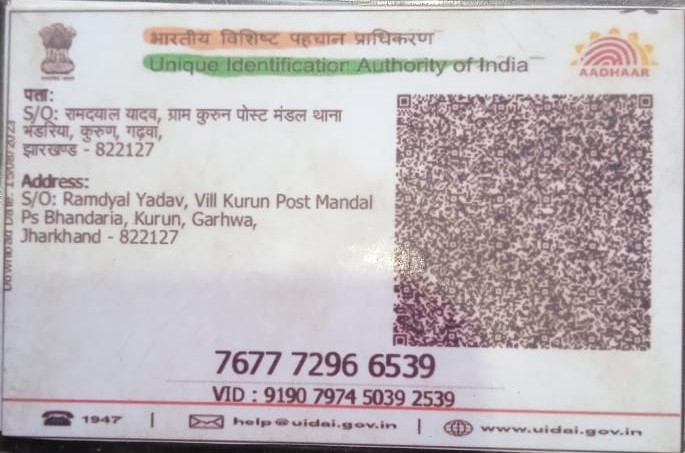 भारतीय विशिष्ट पहचान प्राधिकरण
Unique Identification Authority of India
AADHAAR
पता:
S/O: रामदयाल यादव, ग्राम कुरुन पोस्ट मंडल थाना
भंडरिया, कुरुण, गढ़वा,
झारखण्ड - 822127
Address:
S/O: Ramdyal Yadav, Vill Kurun Post Mandal
Ps Bhandaria, Kurun, Garhwa,
Jharkhand - 822127
Download Date:
7677 7296 6539
VID : 9190 7974 5039 2539
1947 | help@uidai.gov.in | www.uidai.gov.in